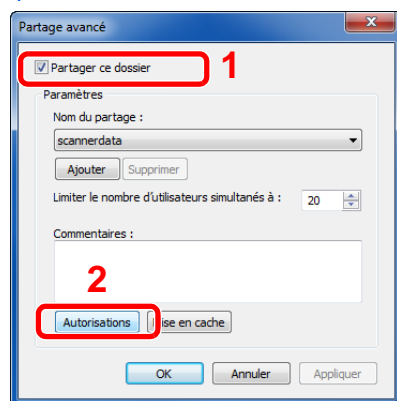 Partage avancé
Partager ce dossier 1
Paramètres
Nom du partage :
scannerdata
Ajouter Supprimer
Limiter le nombre d'utilisateurs simultanés à : 20
Commentaires :
2
Autorisations ise en cache
OK Annuler Appliquer